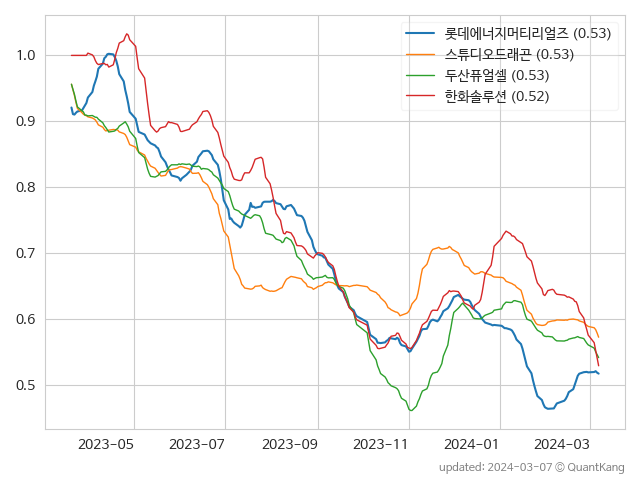 롯데에너지머티리얼즈 (0.53)
스튜디오드래곤 (0.53)
두산퓨얼셀 (0.53)
한화솔루션 (0.52)
1.0
0.9
0.8
0.7
0.6
0.5
2023-05 2023-07 2023-09 2023-11 2024-01 2024-03
updated: 2024-03-07 © QuantKang